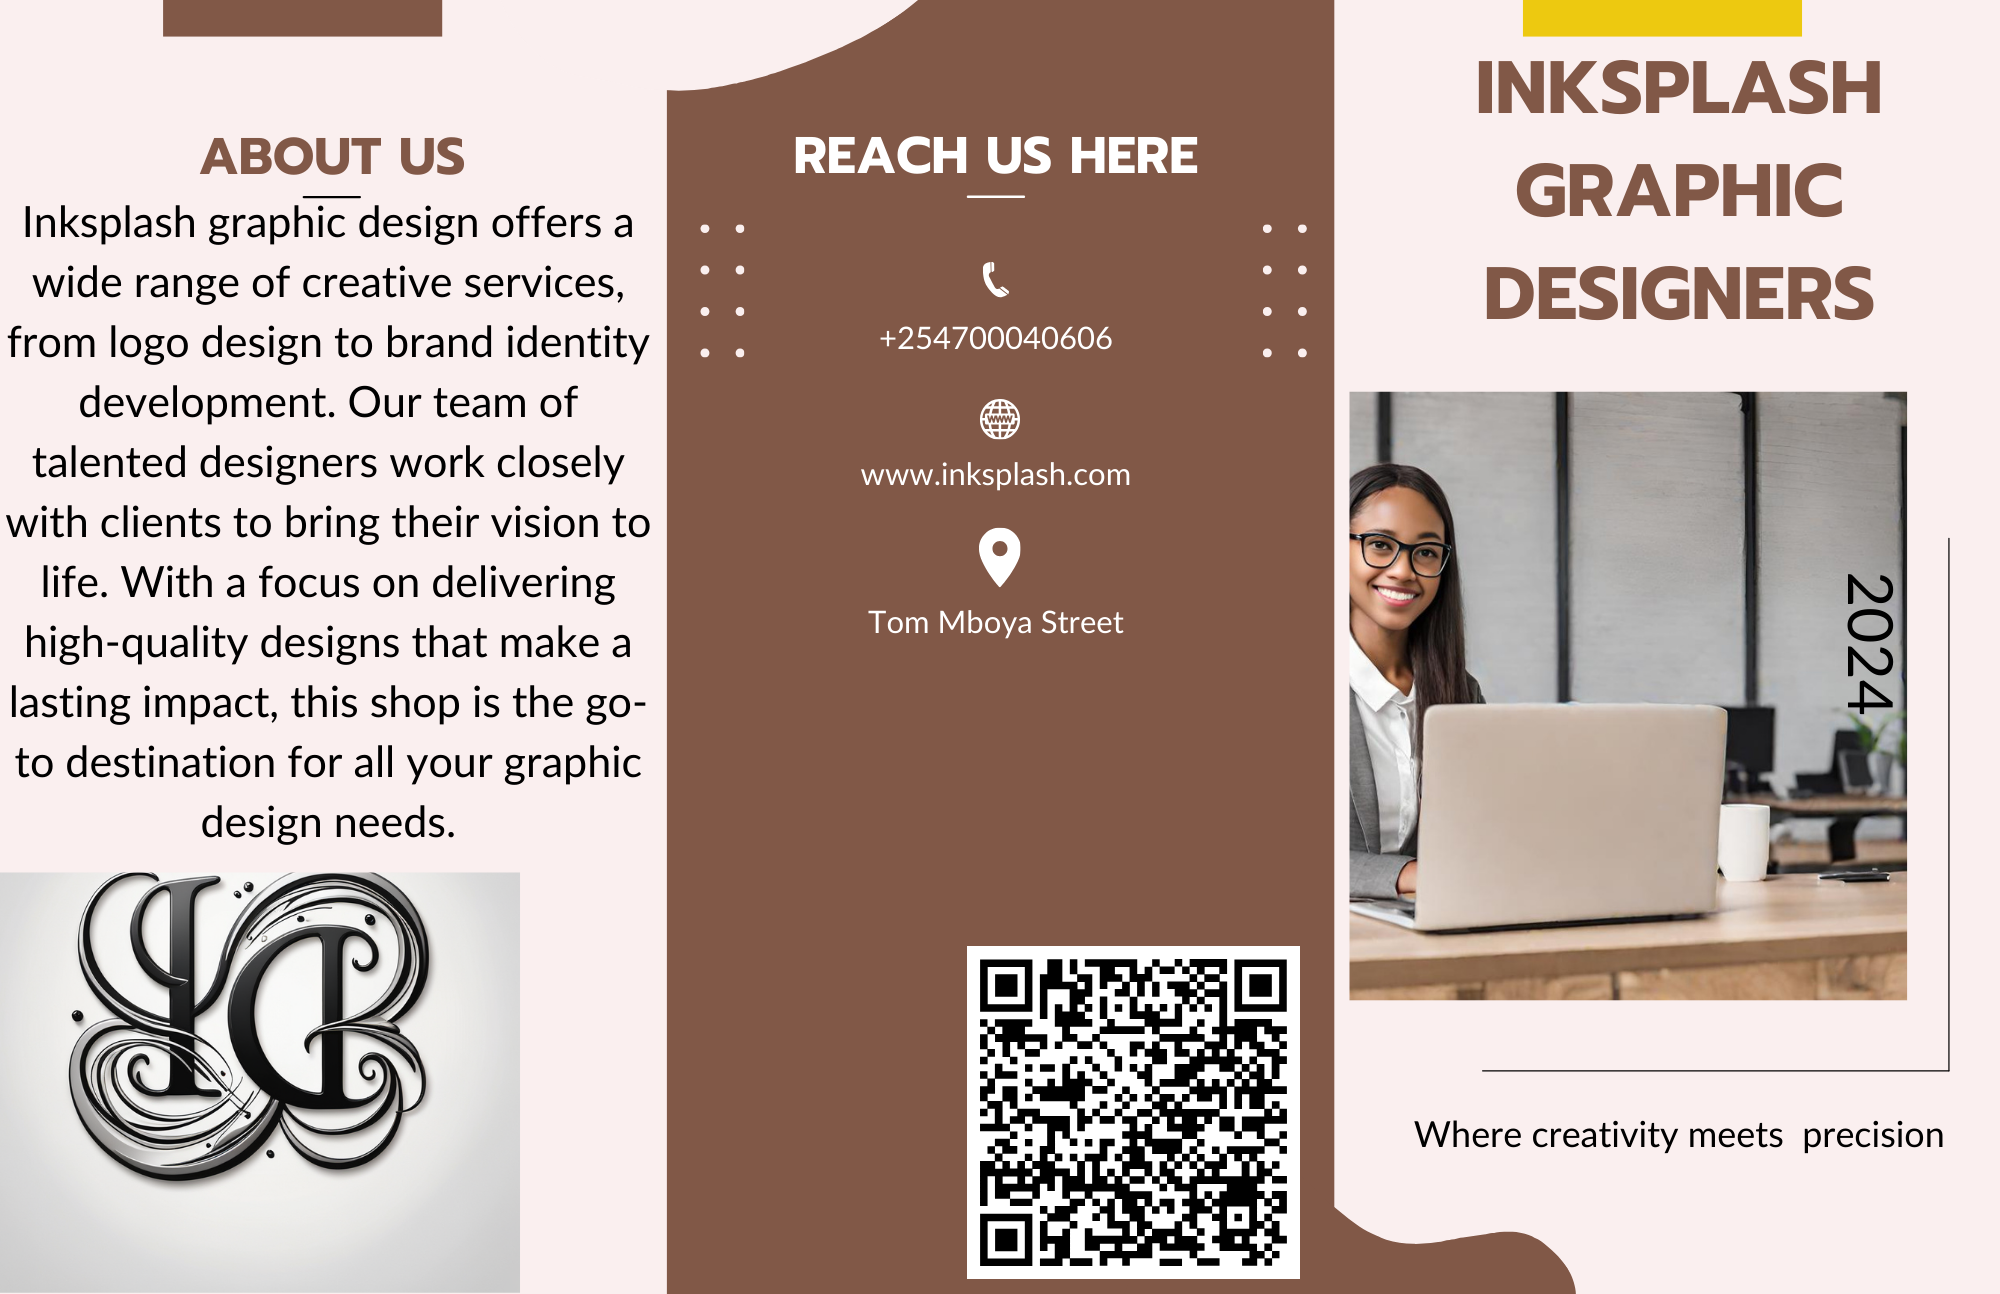 ABOUT US
Inksplash graphic design offers a
wide range of creative services,
from logo design to brand identity
development. Our team of
talented designers work closely
with clients to bring their vision to
life. With a focus on delivering
high-quality designs that make a
lasting impact, this shop is the go-
to destination for all your graphic
design needs.
REACH US HERE
+254700040606
www
www.inksplash.com
Tom Mboya Street
INKSPLASH
GRAPHIC
DESIGNERS
2024
Where creativity meets  precision